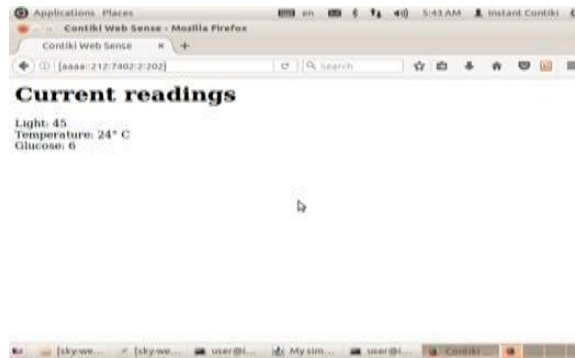 Applications Places en 5:43 AM Instant Contiki
Contiki Web Sense - Mozilla Firefox
Contiki Web Sense × +
[aaaa::212:7402:2:202] Search
Current readings
Light: 45
Temperature: 24° C
Glucose: 6
[sky-we... [sky-we... user@i... My sim... user@i... Contiki...